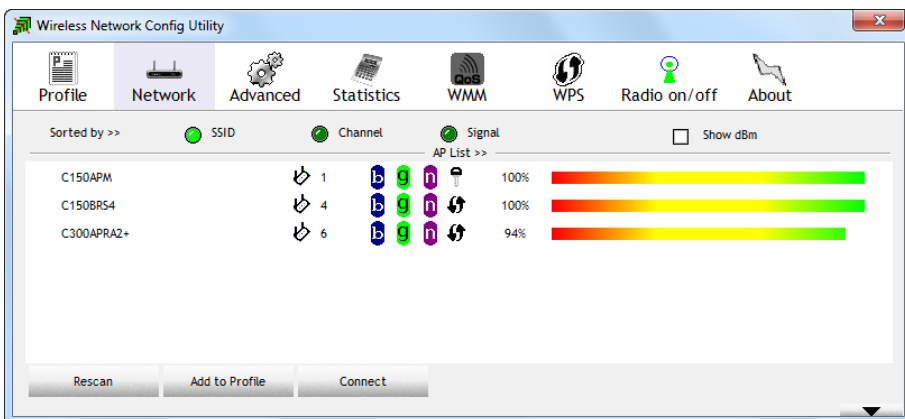 Wireless Network Config Utility
Profile Network Advanced Statistics QoS WMM WPS Radio on/off About
Sorted by >> SSID Channel Signal Show dBm
AP List >>
C150APM 1 b g n 100%
C150BRS4 4 b g n 100%
C300APRA2+ 6 b g n 94%
Rescan Add to Profile Connect